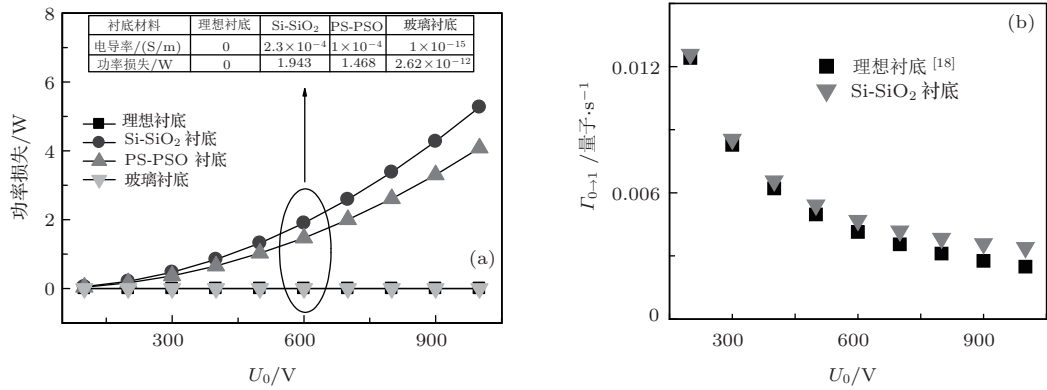 衬底材料 理想衬底 Si-SiO₂ PS-PSO 玻璃衬底
电导率/(S/m) 0 2.3×10⁻⁴ 1×10⁻⁴ 1×10⁻¹⁵
功率损失/W 0 1.943 1.468 2.62×10⁻¹²
理想衬底
Si-SiO₂ 衬底
PS-PSO 衬底
玻璃衬底
(a)
功率损失/W
8
6
4
2
0
300 600 900
U₀/V
(b)
理想衬底 [18]
Si-SiO₂ 衬底
Γ₀→₁ /量子·s⁻¹
0.012
0.006
0
300 600 900
U₀/V